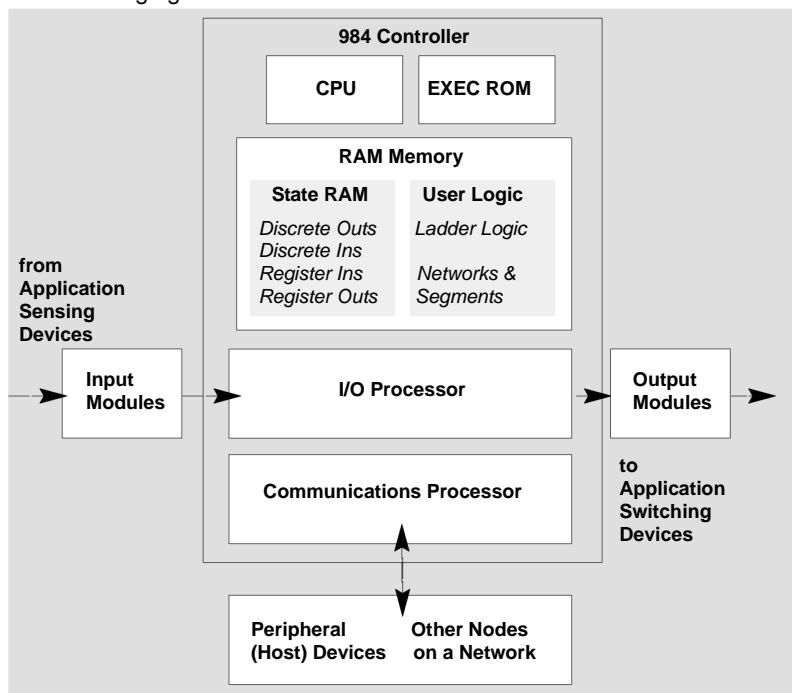 984 Controller
CPU
EXEC ROM
RAM Memory
State RAM
Discrete Outs
Discrete Ins
Register Ins
Register Outs
User Logic
Ladder Logic
Networks &
Segments
from
Application
Sensing
Devices
Input
Modules
I/O Processor
Output
Modules
Communications Processor
to
Application
Switching
Devices
Peripheral
(Host) Devices
Other Nodes
on a Network